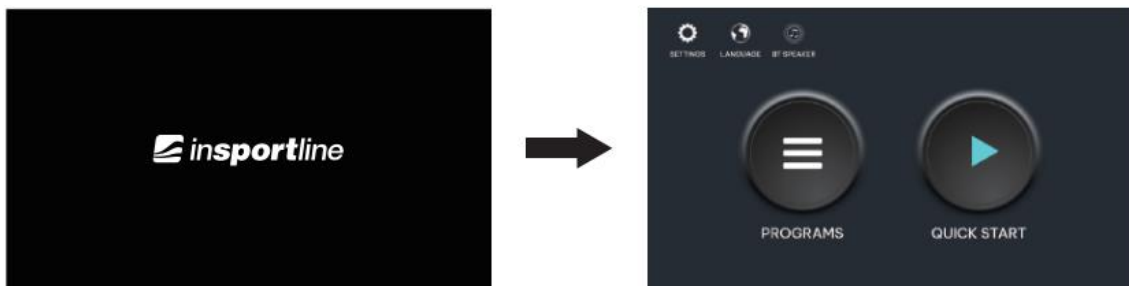 insportline
SETTINGS LANGUAGE BT SPEAKER
PROGRAMS QUICK START